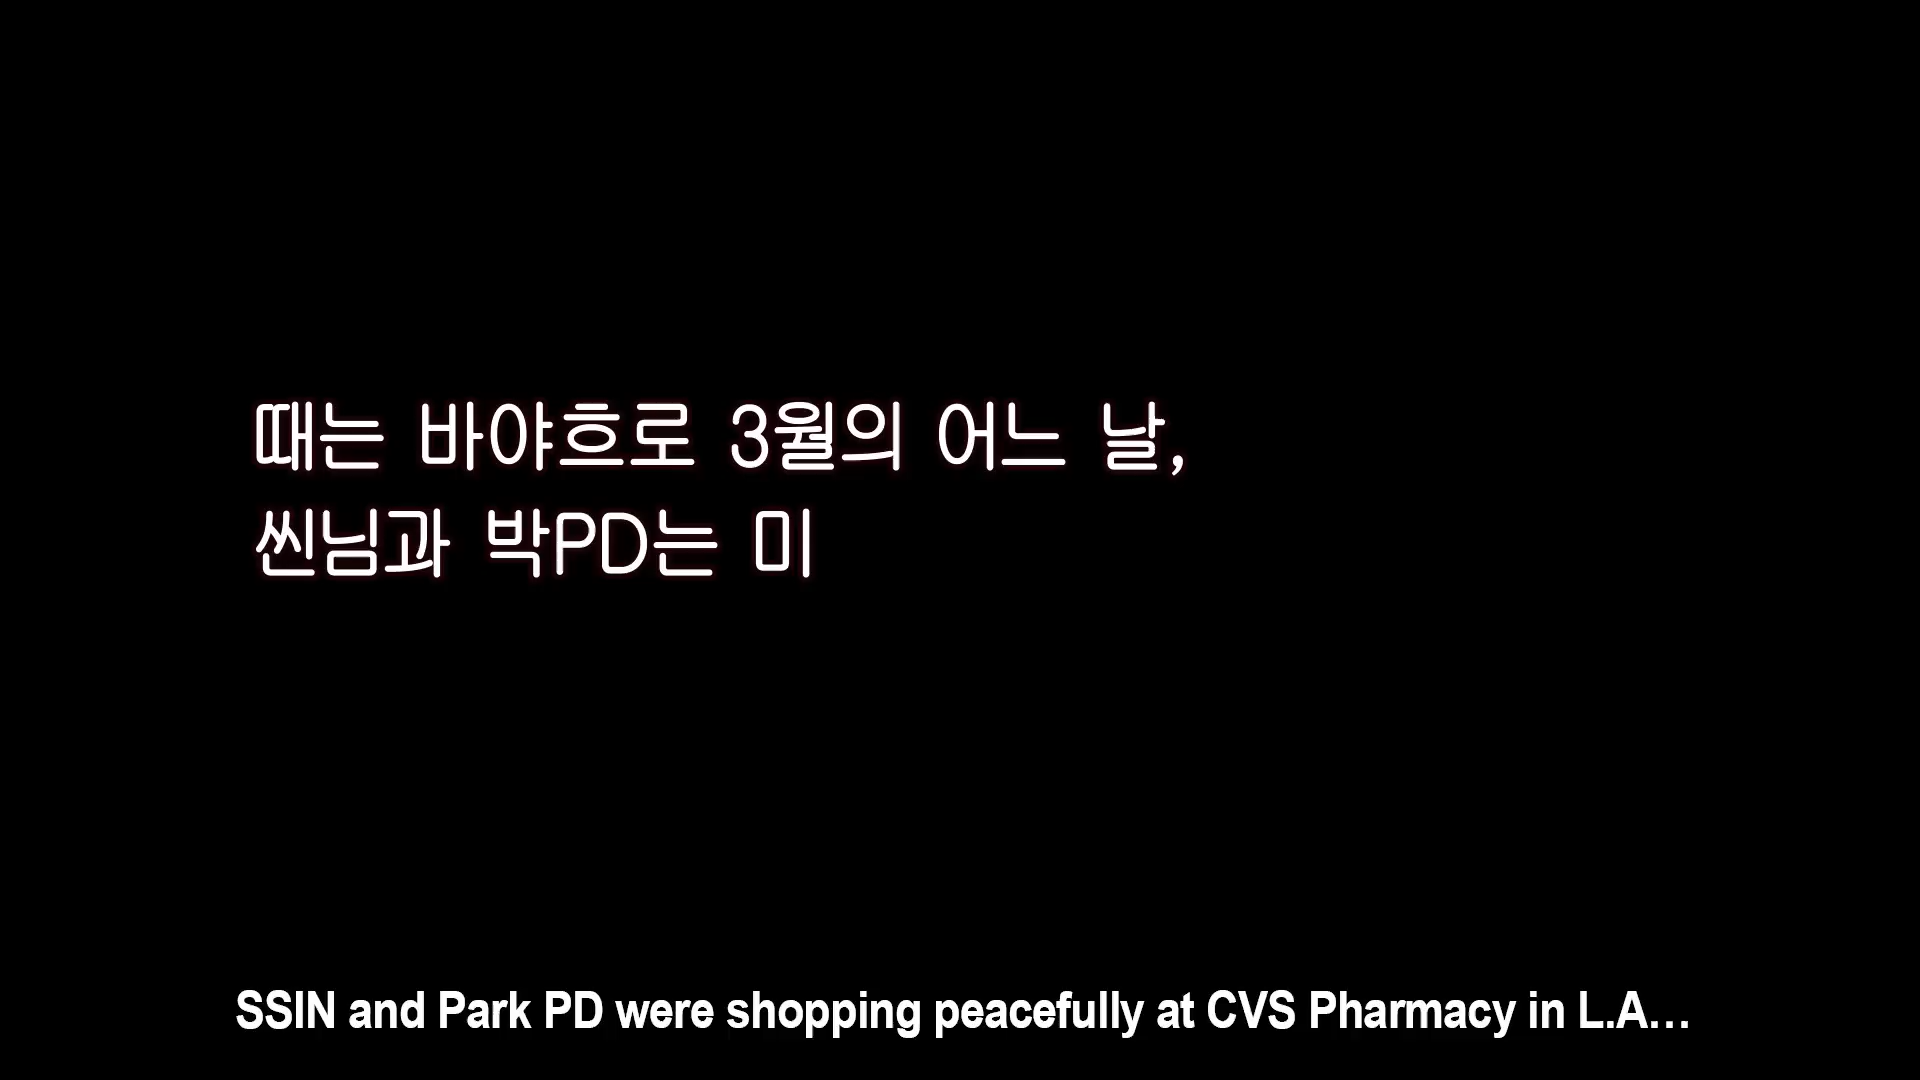 때는 바야흐로 3월의 어느 날,
씬님과 박PD는 미
SSIN and Park PD were shopping peacefully at CVS Pharmacy in L.A...